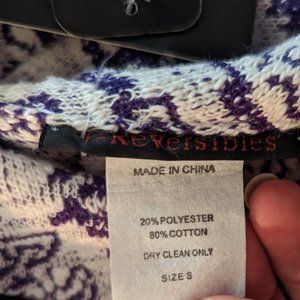 Reversibles
MADE IN CHINA
20% POLYESTER
80% COTTON
DRY CLEAN ONLY
SIZE S